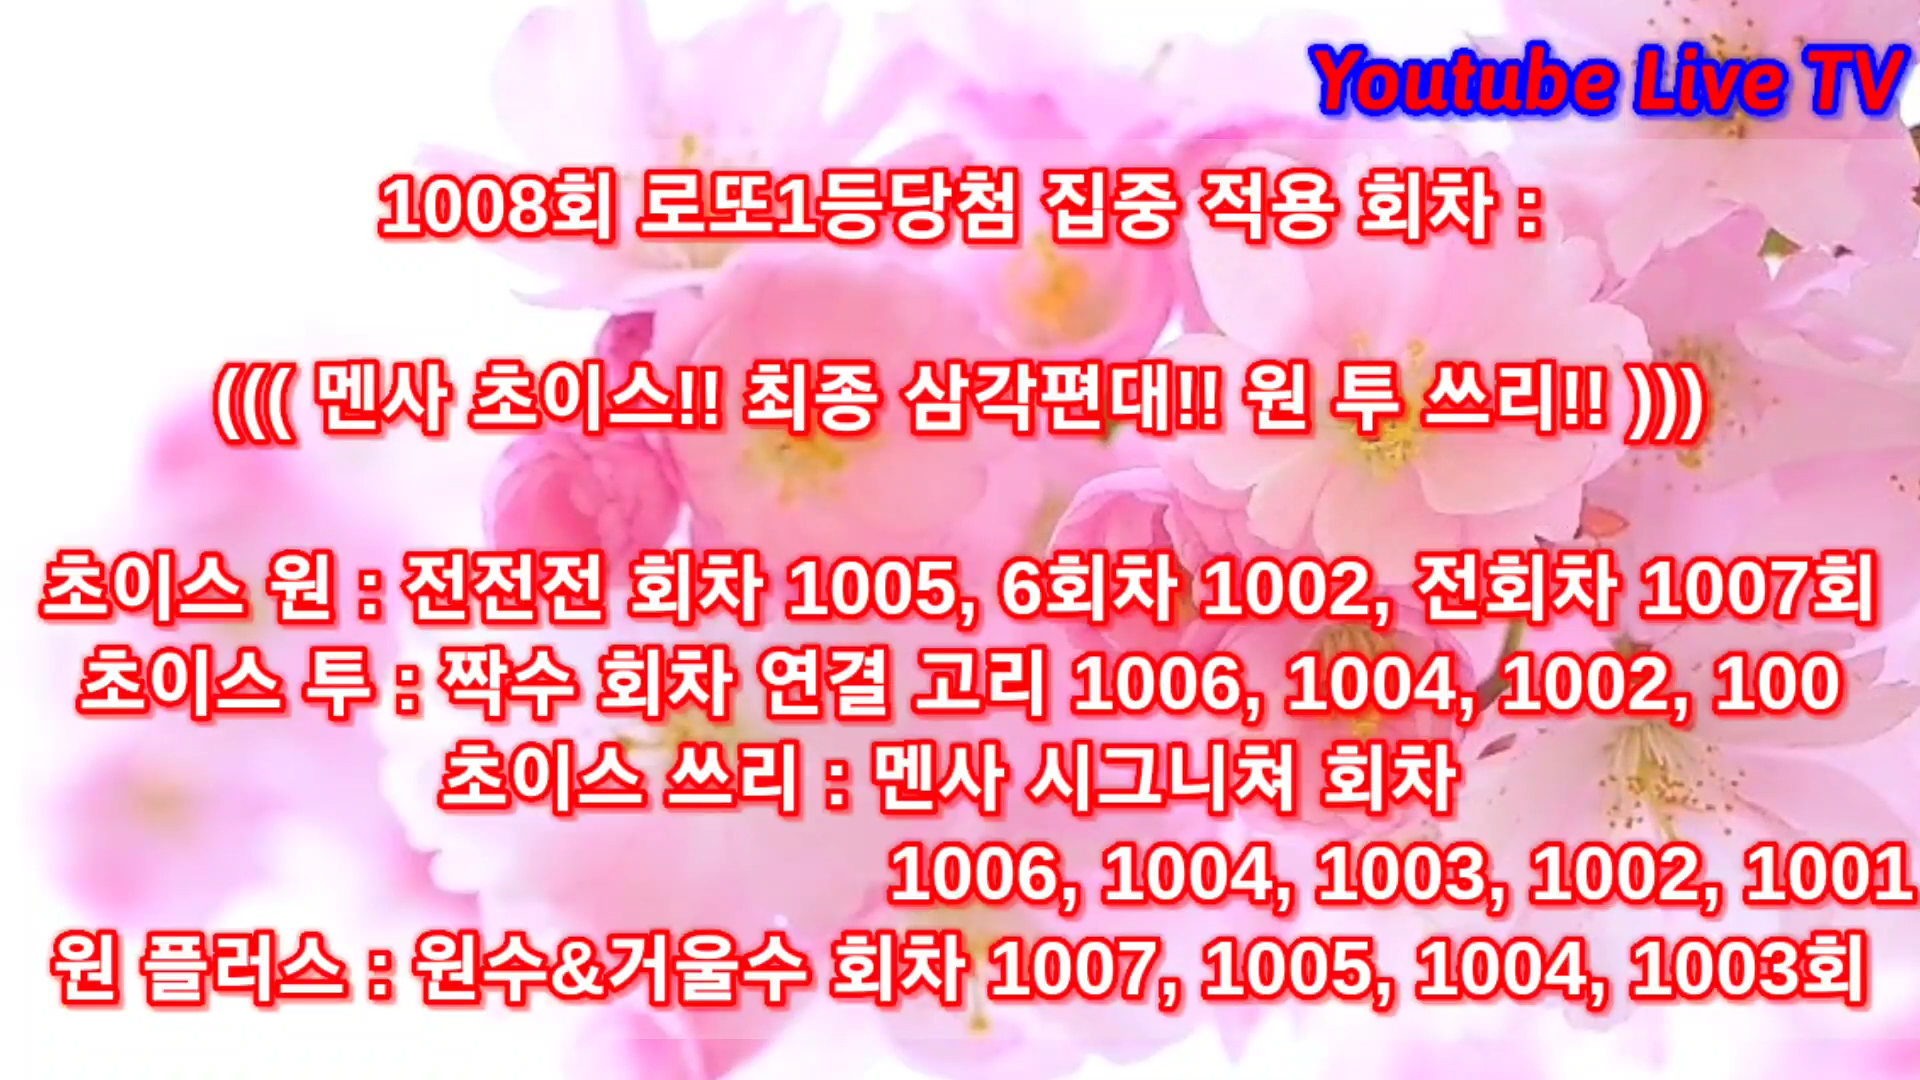 Youtube Live TV
1008회 로또1등당첨 집중 적용 회차 :
((( 멘사 초이스!! 최종 삼각편대!! 원 투 쓰리!! )))
초이스 원 : 전전전 회차 1005, 6회차 1002, 전회차 1007회
초이스 투 : 짝수 회차 연결 고리 1006, 1004, 1002, 100
초이스 쓰리 : 멘사 시그니쳐 회차
1006, 1004, 1003, 1002, 1001
원 플러스 : 원수&거울수 회차 1007, 1005, 1004, 1003회